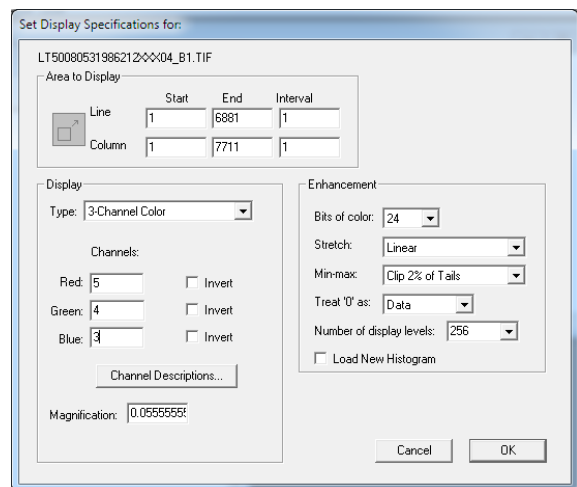 Set Display Specifications for:
LT50080531986212XXX04_B1.TIF
Area to Display
Start End Interval
Line 1 6881 1
Column 1 7711 1
Display
Type: 3-Channel Color
Channels:
Red: 5 Invert
Green: 4 Invert
Blue: 3 Invert
Channel Descriptions...
Magnification: 0.05555555
Enhancement
Bits of color: 24
Stretch: Linear
Min-max: Clip 2% of Tails
Treat '0' as: Data
Number of display levels: 256
Load New Histogram
Cancel OK